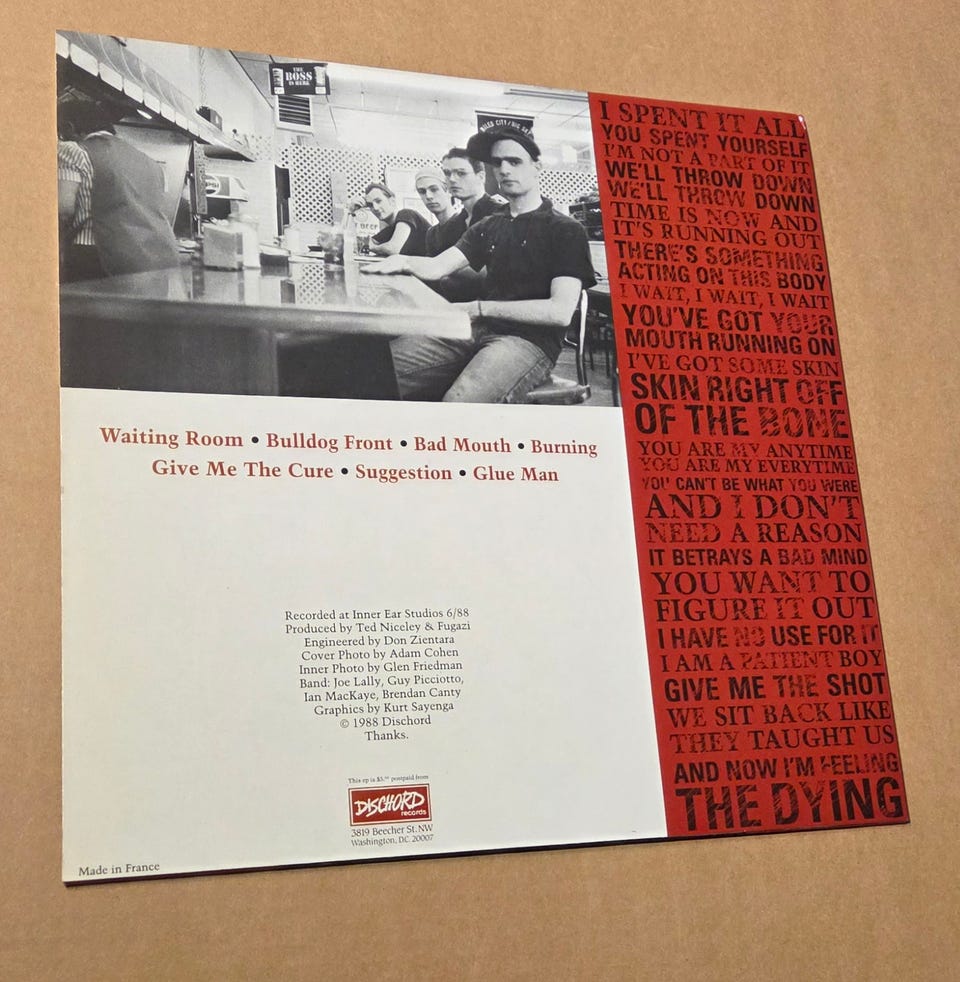 THE
BOSS
IS HERE
PEPSI
I SPENT IT ALL
YOU SPENT YOURSELF
I'M NOT A PART OF IT
WE'LL THROW DOWN
WE'LL THROW DOWN
TIME IS NOW AND
IT'S RUNNING OUT
THERE'S SOMETHING
ACTING ON THIS BODY
I WAIT, I WAIT, I WAIT
YOU'VE GOT YOUR
MOUTH RUNNING ON
I'VE GOT SOME SKIN
SKIN RIGHT OFF
OF THE BONE
YOU ARE MY ANYTIME
YOU ARE MY EVERYTIME
YOU CAN'T BE WHAT YOU WERE
AND I DON'T
NEED A REASON
IT BETRAYS A BAD MIND
YOU WANT TO
FIGURE IT OUT
I HAVE NO USE FOR IT
I AM A PATIENT BOY
GIVE ME THE SHOT
WE SIT BACK LIKE
THEY TAUGHT US
AND NOW I'M FEELING
THE DYING
Waiting Room • Bulldog Front • Bad Mouth • Burning
Give Me The Cure • Suggestion • Glue Man
Recorded at Inner Ear Studios 6/88
Produced by Ted Niceley & Fugazi
Engineered by Don Zientara
Cover Photo by Adam Cohen
Inner Photo by Glen Friedman
Band: Joe Lally, Guy Picciotto,
Ian MacKaye, Brendan Canty
Graphics by Kurt Sayenga
© 1988 Dischord
Thanks.
This ep is $5.00 postpaid from
DISCHORD
records
3819 Beecher St. NW
Washington, DC. 20007
Made in France